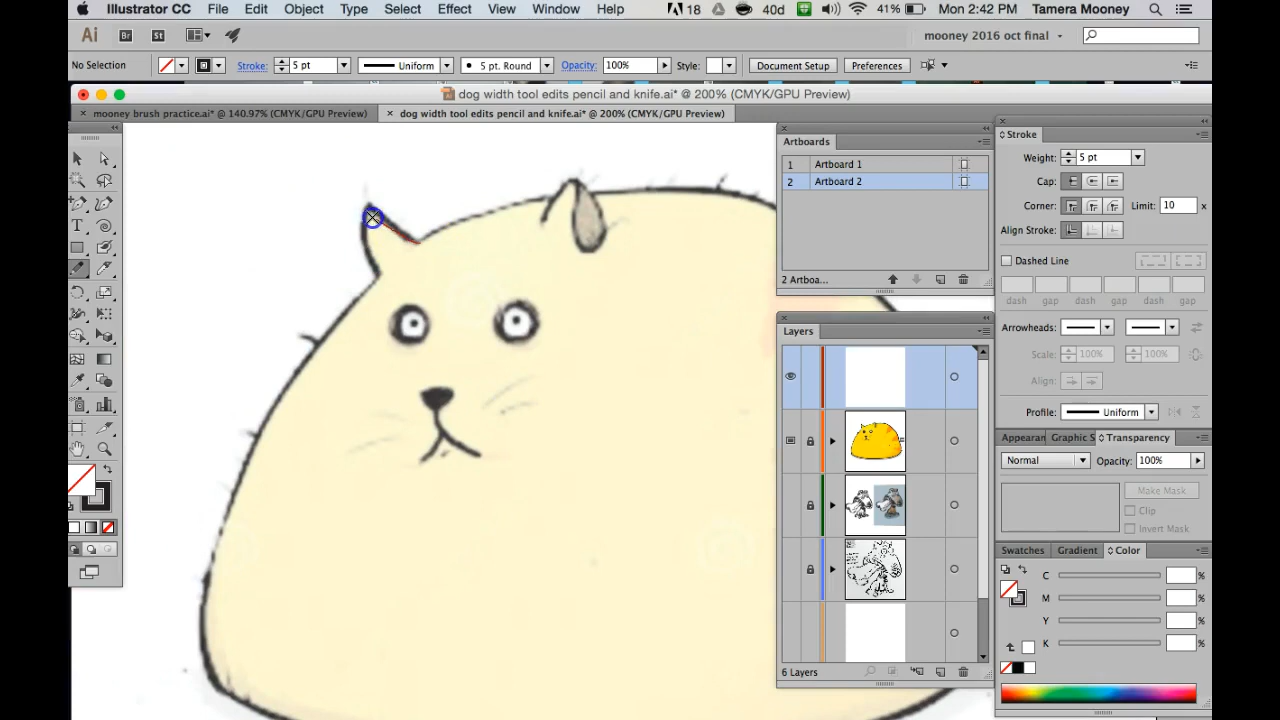 Illustrator CC File Edit Object Type Select Effect View Window Help 18 40d 41% Mon 2:42 PM Tamera Mooney
Ai Br St mooney 2016 oct final
No Selection Stroke: 5 pt Uniform 5 pt. Round Opacity: 100% Style: Document Setup Preferences
dog width tool edits pencil and knife.ai* @ 200% (CMYK/GPU Preview)
× mooney brush practice.ai* @ 140.97% (CMYK/GPU Preview) × dog width tool edits pencil and knife.ai* @ 200% (CMYK/GPU Preview)
Artboards
1 Artboard 1
2 Artboard 2
2 Artboa...
Layers
6 Layers
Stroke
Weight: 5 pt
Cap:
Corner: Limit: 10 x
Align Stroke:
Dashed Line
dash gap dash gap dash gap
Arrowheads:
Scale: 100% 100%
Align:
Profile: Uniform
Appearan Graphic S Transparency
Normal Opacity: 100%
Make Mask
Clip
Invert Mask
Swatches Gradient Color
C %
M %
Y %
K %